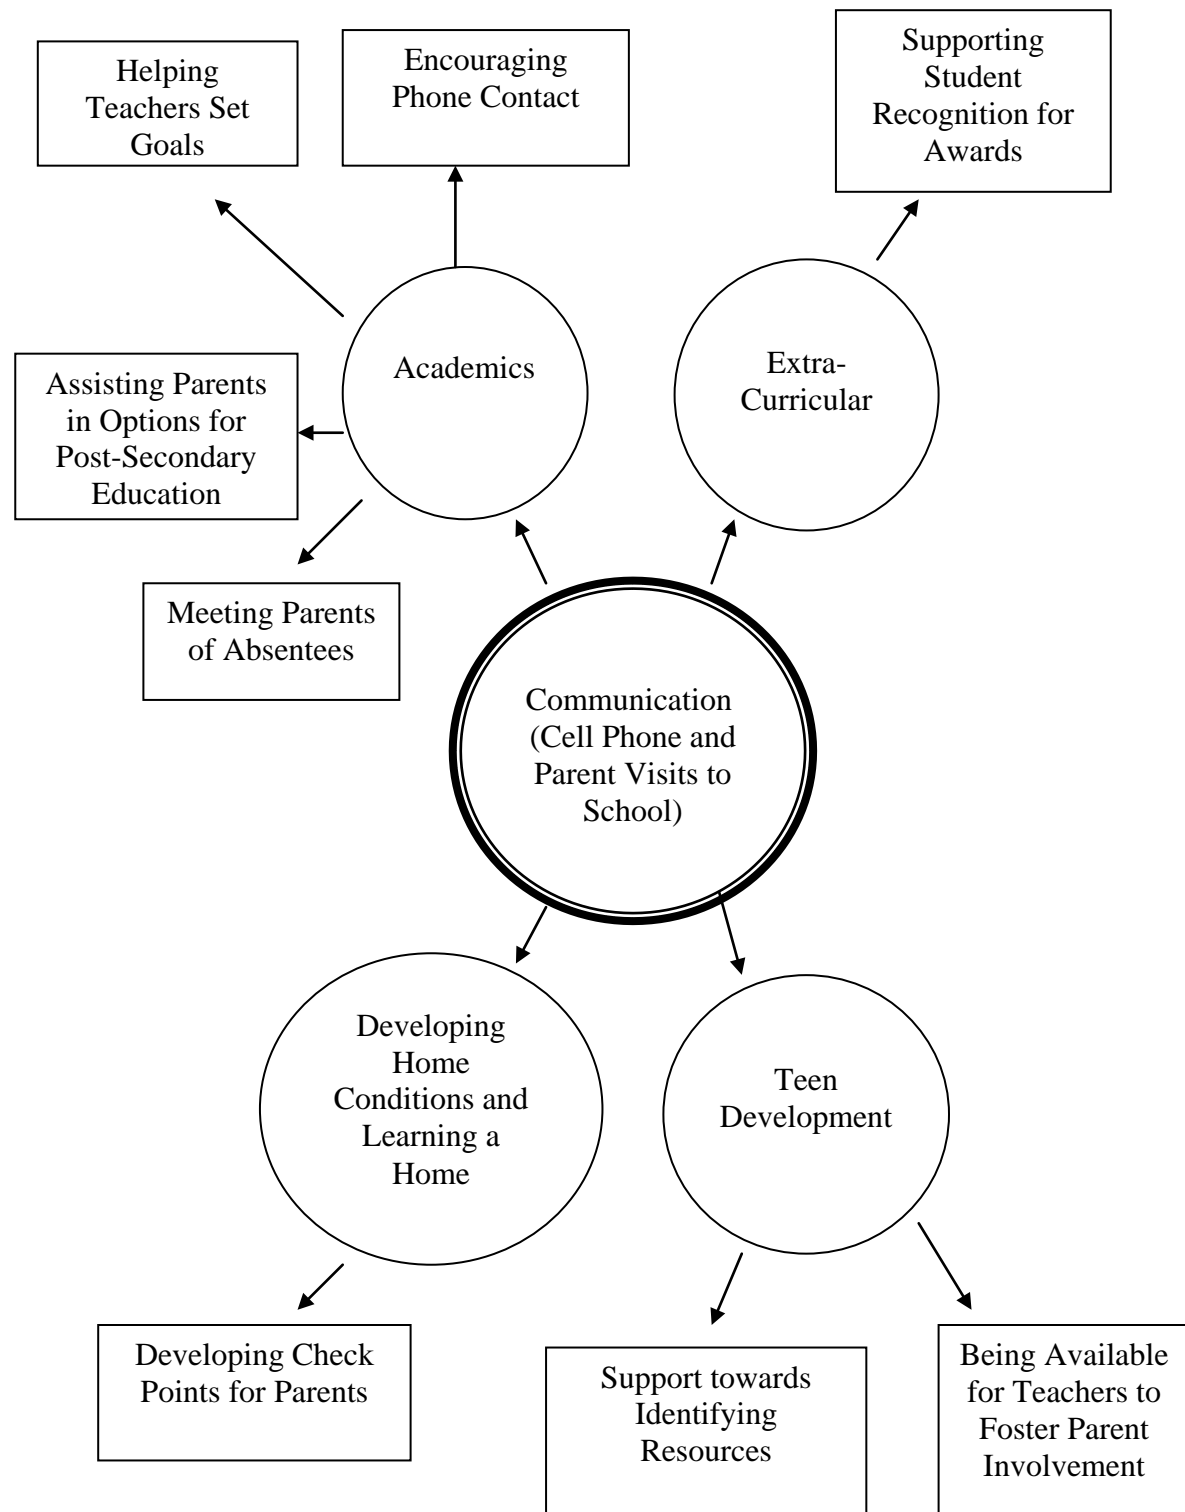 Helping
Teachers Set
Goals
Encouraging
Phone Contact
Supporting
Student
Recognition for
Awards
Academics
Extra-
Curricular
Assisting Parents
in Options for
Post-Secondary
Education
Meeting Parents
of Absentees
Communication
(Cell Phone and
Parent Visits to
School)
Developing
Home
Conditions and
Learning a
Home
Teen
Development
Developing Check
Points for Parents
Support towards
Identifying
Resources
Being Available
for Teachers to
Foster Parent
Involvement